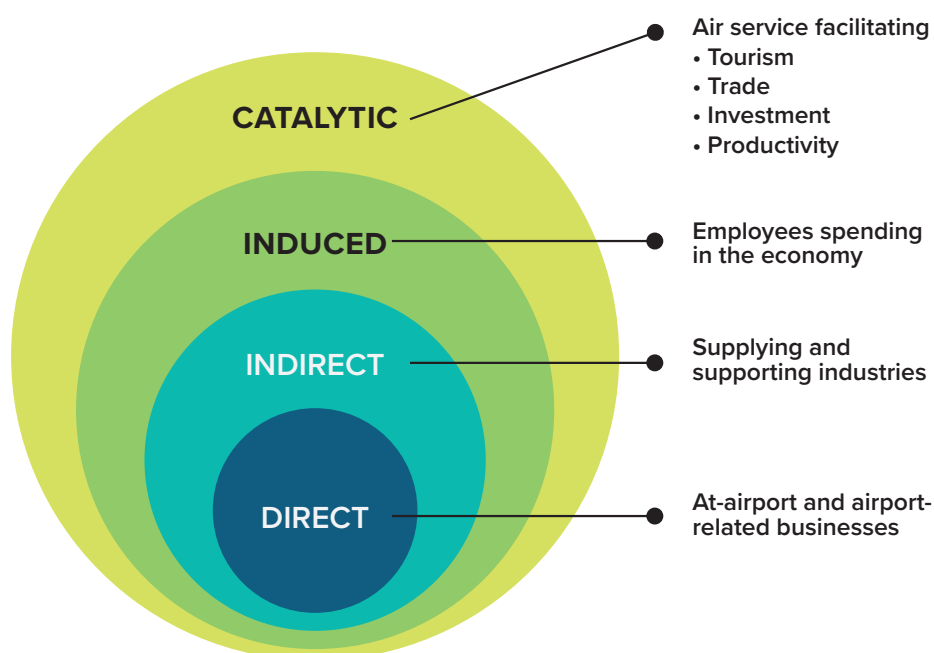 CATALYTIC
Air service facilitating
• Tourism
• Trade
• Investment
• Productivity
INDUCED
Employees spending
in the economy
INDIRECT
Supplying and
supporting industries
DIRECT
At-airport and airport-
related businesses